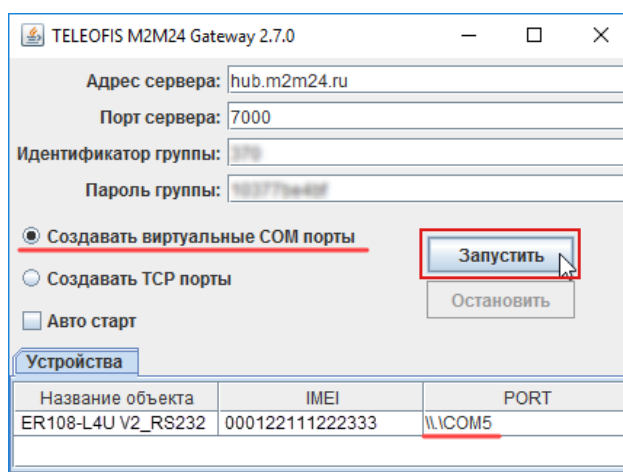 TELEOFIS M2M24 Gateway 2.7.0
Адрес сервера: hub.m2m24.ru
Порт сервера: 7000
Идентификатор группы:
Пароль группы:
Создавать виртуальные COM порты
Запустить
Создавать TCP порты
Остановить
Авто старт
Устройства
Название объекта IMEI PORT
ER108-L4U V2_RS232 000122111222333 \\.\COM5